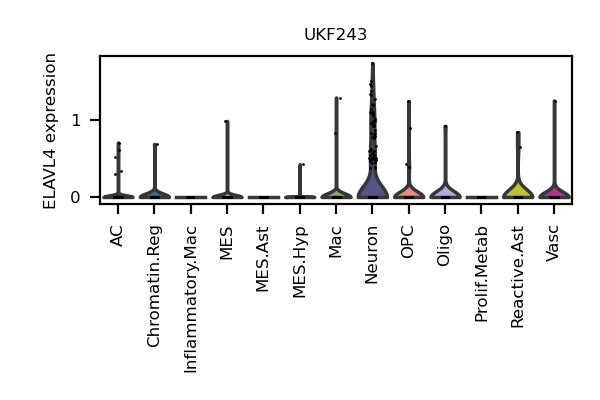 UKF243
ELAVL4 expression
1
0
AC
Chromatin.Reg
Inflammatory.Mac
MES
MES.Ast
MES.Hyp
Mac
Neuron
OPC
Oligo
Prolif.Metab
Reactive.Ast
Vasc